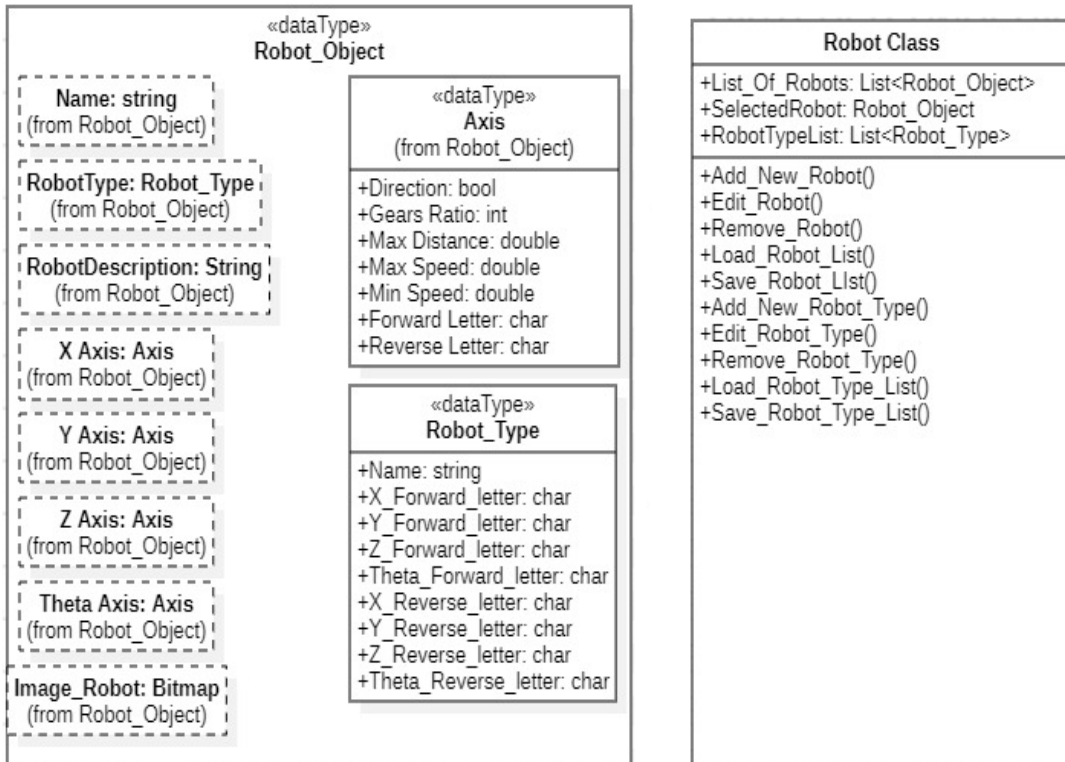 «dataType»
Robot_Object
Name: string
(from Robot_Object)
RobotType: Robot_Type
(from Robot_Object)
RobotDescription: String
(from Robot_Object)
X Axis: Axis
(from Robot_Object)
Y Axis: Axis
(from Robot_Object)
Z Axis: Axis
(from Robot_Object)
Theta Axis: Axis
(from Robot_Object)
Image_Robot: Bitmap
(from Robot_Object)
«dataType»
Axis
(from Robot_Object)
+Direction: bool
+Gears Ratio: int
+Max Distance: double
+Max Speed: double
+Min Speed: double
+Forward Letter: char
+Reverse Letter: char
«dataType»
Robot_Type
+Name: string
+X_Forward_letter: char
+Y_Forward_letter: char
+Z_Forward_letter: char
+Theta_Forward_letter: char
+X_Reverse_letter: char
+Y_Reverse_letter: char
+Z_Reverse_letter: char
+Theta_Reverse_letter: char
Robot Class
+List_Of_Robots: List<Robot_Object>
+SelectedRobot: Robot_Object
+RobotTypeList: List<Robot_Type>
+Add_New_Robot()
+Edit_Robot()
+Remove_Robot()
+Load_Robot_List()
+Save_Robot_LIst()
+Add_New_Robot_Type()
+Edit_Robot_Type()
+Remove_Robot_Type()
+Load_Robot_Type_List()
+Save_Robot_Type_List()